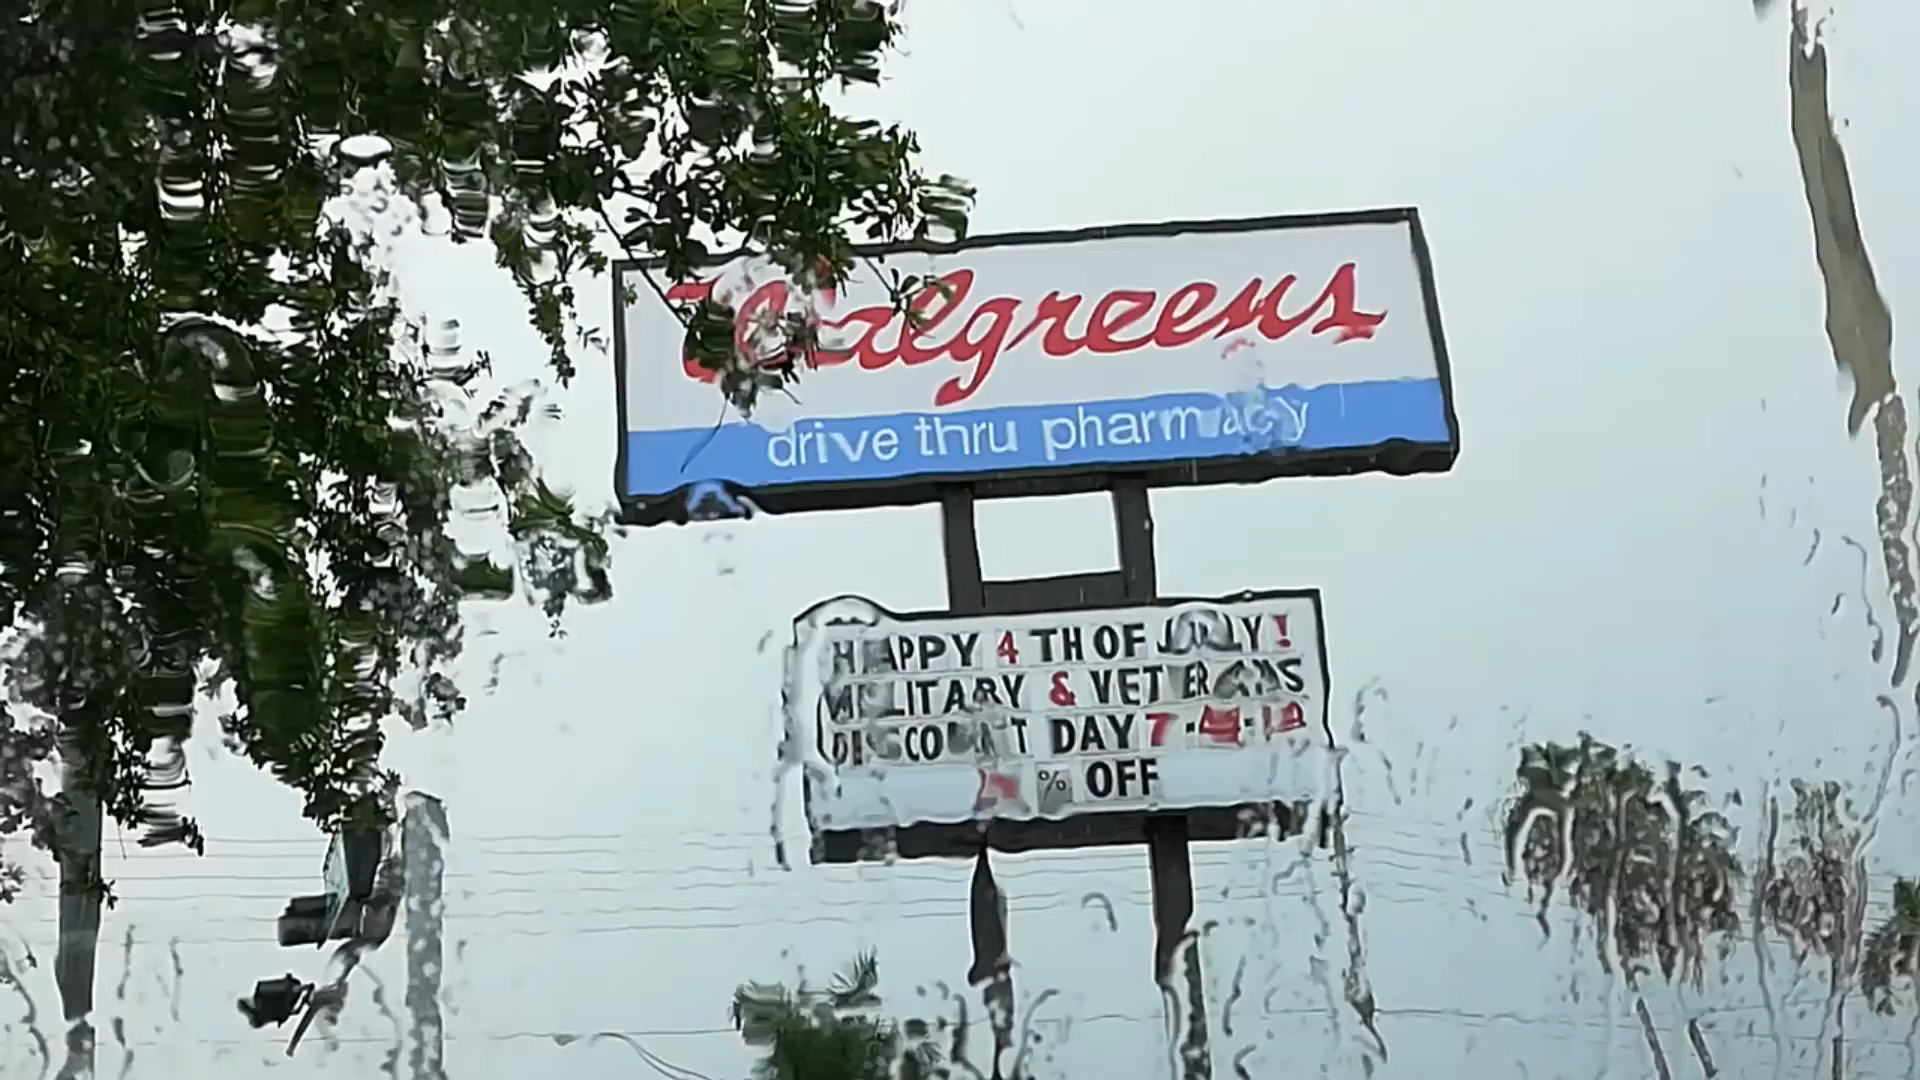 Walgreens
drive thru pharmacy
HAPPY 4 TH OF JULY!
MILITARY & VETERANS
DISCOUNT DAY
% OFF